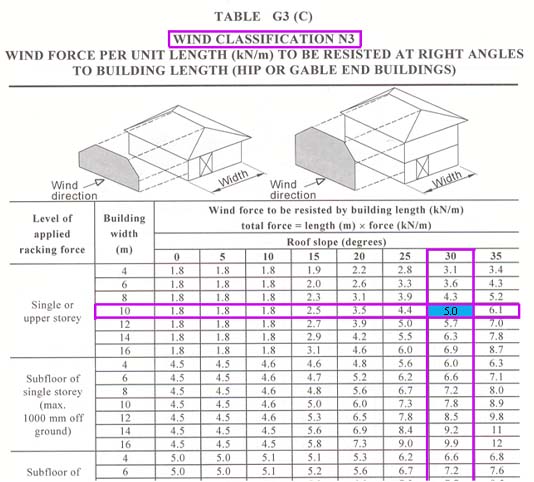 TABLE G3 (C)
WIND CLASSIFICATION N3
WIND FORCE PER UNIT LENGTH (kN/m) TO BE RESISTED AT RIGHT ANGLES
TO BUILDING LENGTH (HIP OR GABLE END BUILDINGS)
Wind direction Width Wind direction Width
Level of applied racking force
Building width (m)
Wind force to be resisted by building length (kN/m)
total force = length (m) × force (kN/m)
Roof slope (degrees)
0 5 10 15 20 25 30 35
Single or upper storey
4 1.8 1.8 1.8 1.9 2.2 2.8 3.1 3.4
6 1.8 1.8 1.8 2.0 2.6 3.3 3.6 4.3
8 1.8 1.8 1.8 2.3 3.1 3.9 4.3 5.2
10 1.8 1.8 1.8 2.5 3.5 4.4 5.0 6.1
12 1.8 1.8 1.8 2.7 3.9 5.0 5.7 7.0
14 1.8 1.8 1.8 2.9 4.2 5.5 6.3 7.8
16 1.8 1.8 1.8 3.1 4.6 6.0 6.9 8.7
Subfloor of single storey (max. 1000 mm off ground)
4 4.5 4.5 4.6 4.6 4.8 5.6 6.0 6.3
6 4.5 4.5 4.6 4.7 5.2 6.2 6.6 7.1
8 4.5 4.5 4.6 4.8 5.6 6.7 7.2 8.0
10 4.5 4.5 4.6 5.0 6.0 7.3 7.8 8.9
12 4.5 4.5 4.6 5.3 6.5 7.8 8.5 9.8
14 4.5 4.5 4.5 5.6 6.9 8.4 9.2 11
16 4.5 4.5 4.5 5.8 7.3 9.0 9.9 12
Subfloor of
4 5.0 5.0 5.1 5.1 5.3 6.2 6.6 6.8
6 5.0 5.0 5.1 5.2 5.6 6.7 7.2 7.6